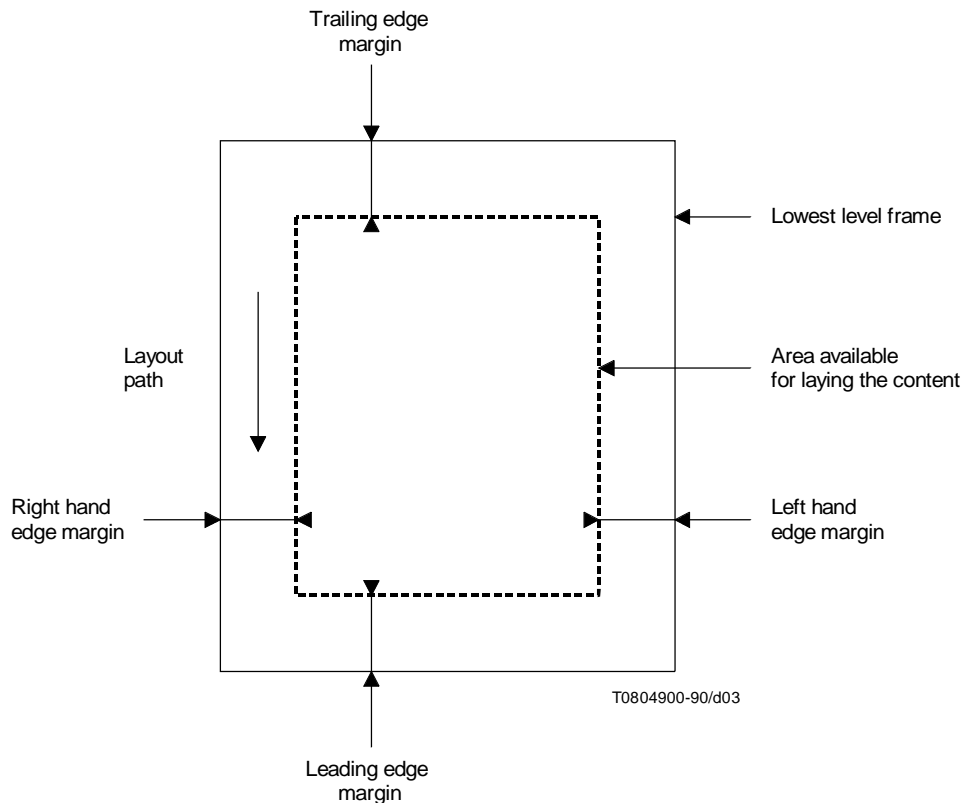 Trailing edge
margin
Lowest level frame
Layout
path
Area available
for laying the content
Right hand
edge margin
Left hand
edge margin
T0804900-90/d03
Leading edge
margin